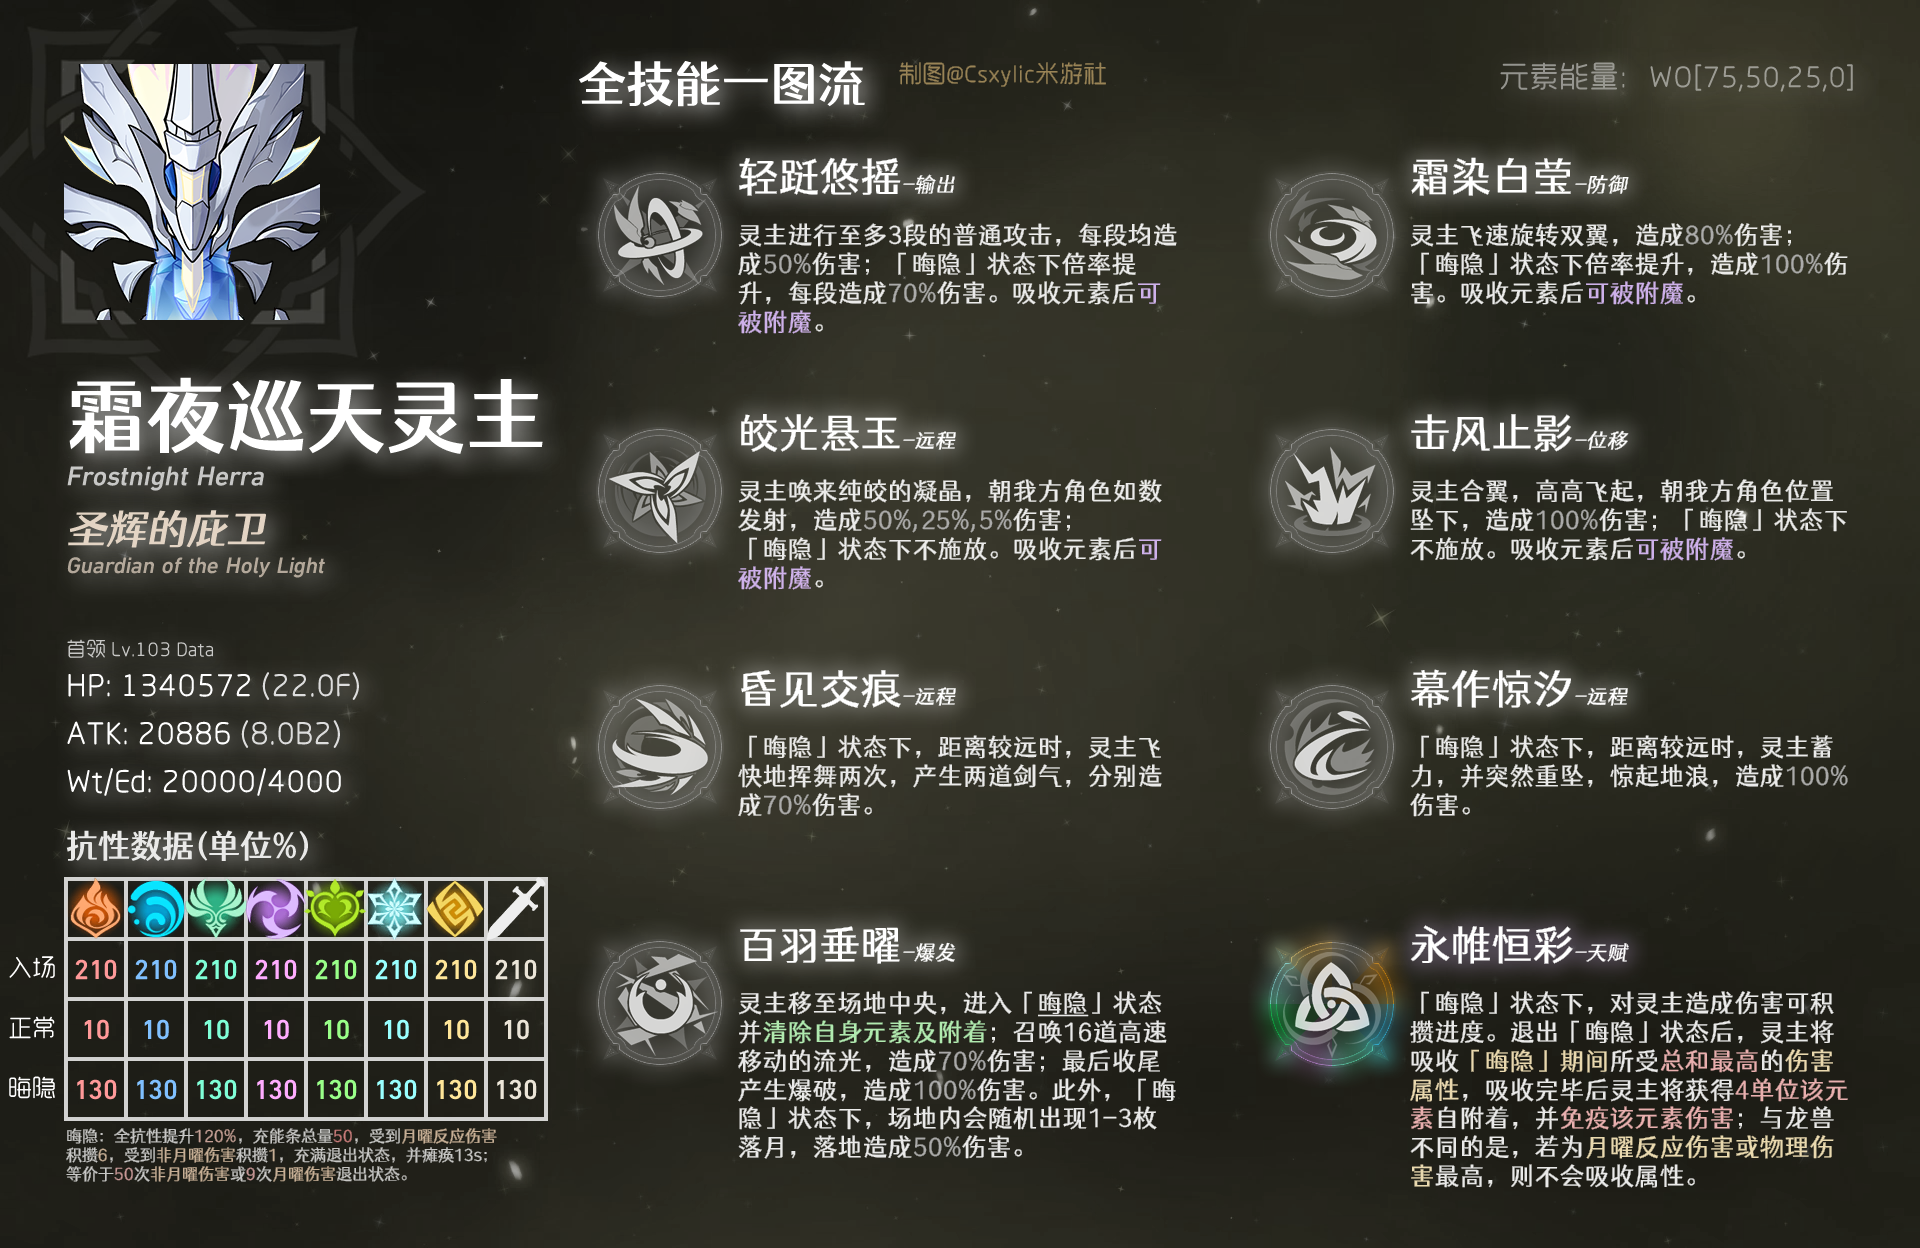 全技能一图流
制图@Csxylic米游社
元素能量: W0[75,50,25,0]
霜夜巡天灵主
Frostnight Herra
圣辉的庇卫
Guardian of the Holy Light
首领 Lv.103 Data
HP: 1340572 (22.0F)
ATK: 20886 (8.0B2)
Wt/Ed: 20000/4000
抗性数据(单位%)
入场 210 210 210 210 210 210 210 210
正常 10 10 10 10 10 10 10 10
晦隐 130 130 130 130 130 130 130 130
晦隐: 全抗性提升120%, 充能条总量50, 受到月曜反应伤害
积攒6, 受到非月曜伤害积攒1, 充满退出状态, 并瘫痪13s;
等价于50次非月曜伤害或9次月曜伤害退出状态。
轻跹悠摇-输出
灵主进行至多3段的普通攻击，每段均造
成50%伤害；「晦隐」状态下倍率提
升，每段造成70%伤害。吸收元素后可
被附魔。
霜染白莹-防御
灵主飞速旋转双翼，造成80%伤害；
「晦隐」状态下倍率提升，造成100%伤
害。吸收元素后可被附魔。
皎光悬玉-远程
灵主唤来纯皎的凝晶，朝我方角色如数
发射，造成50%,25%,5%伤害；
「晦隐」状态下不施放。吸收元素后可
被附魔。
击风止影-位移
灵主合翼，高高飞起，朝我方角色位置
坠下，造成100%伤害；「晦隐」状态下
不施放。吸收元素后可被附魔。
昏见交痕-远程
「晦隐」状态下，距离较远时，灵主飞
快地挥舞两次，产生两道剑气，分别造
成70%伤害。
幕作惊汐-远程
「晦隐」状态下，距离较远时，灵主蓄
力，并突然重坠，惊起地浪，造成100%
伤害。
百羽垂曜-爆发
灵主移至场地中央，进入「晦隐」状态
并清除自身元素及附着；召唤16道高速
移动的流光，造成70%伤害；最后收尾
产生爆破，造成100%伤害。此外，「晦
隐」状态下，场地内会随机出现1-3枚
落月，落地造成50%伤害。
永帷恒彩-天赋
「晦隐」状态下，对灵主造成伤害可积
攒进度。退出「晦隐」状态后，灵主将
吸收「晦隐」期间所受总和最高的伤害
属性，吸收完毕后灵主将获得4单位该元
素自附着，并免疫该元素伤害；与龙兽
不同的是，若为月曜反应伤害或物理伤
害最高，则不会吸收属性。